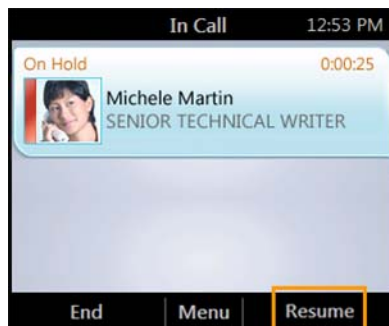 In Call 12:53 PM
On Hold 0:00:25
Michele Martin
SENIOR TECHNICAL WRITER
End Menu Resume